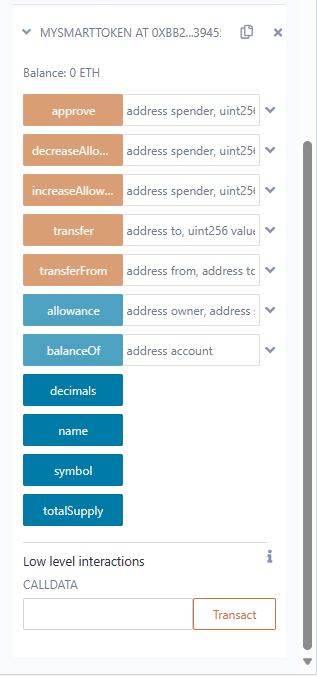 MYSMARTTOKEN AT 0XBB2...3945
Balance: 0 ETH
approve address spender, uint256
decreaseAllo... address spender, uint256
increaseAllow... address spender, uint256
transfer address to, uint256 value
transferFrom address from, address to
allowance address owner, address
balanceOf address account
decimals
name
symbol
totalSupply
Low level interactions
CALLDATA
Transact